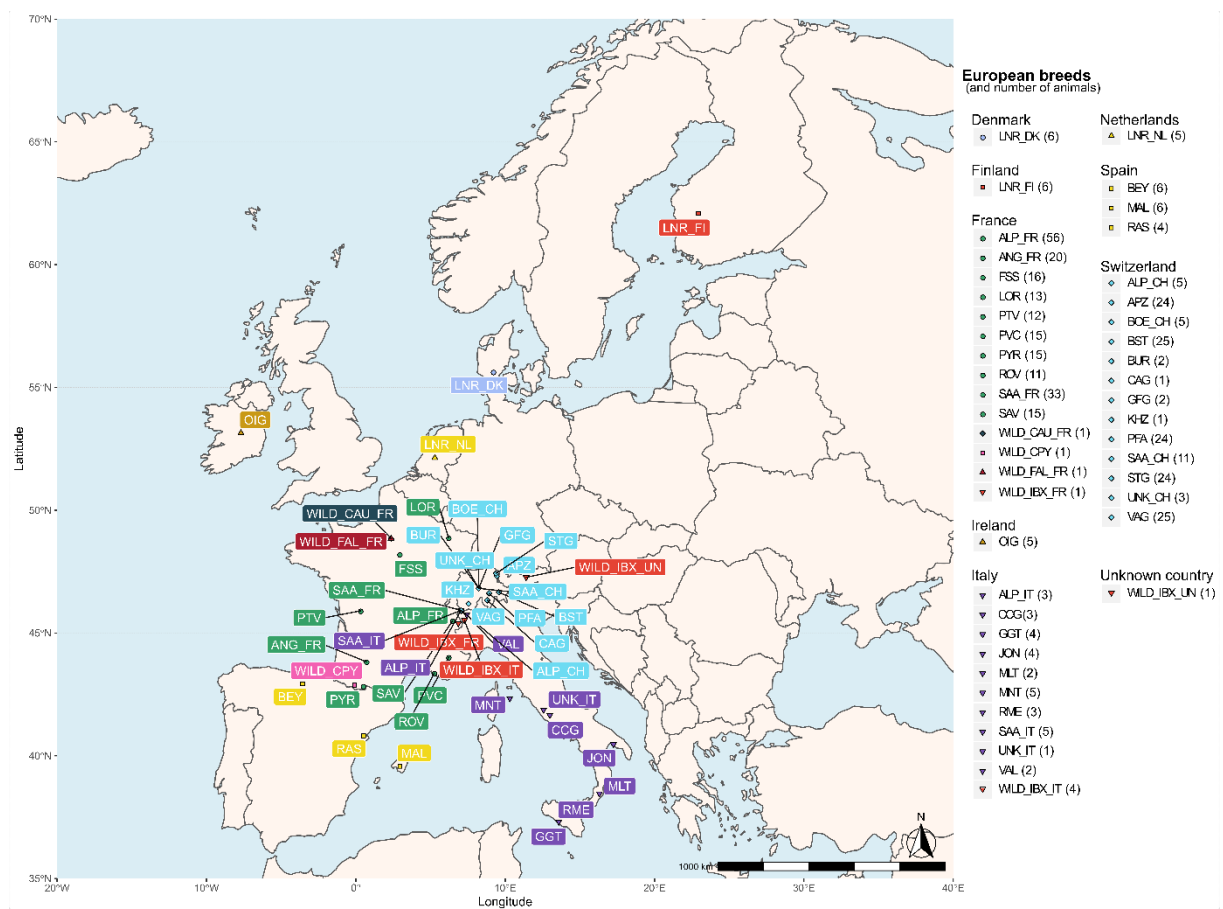 70°N
65°N
60°N
55°N
50°N
45°N
40°N
35°N
20°W
10°W
0°
10°E
20°E
30°E
40°E
Latitude
Longitude
LNR_FI
LNR_DK
OIG
LNR_NL
WILD_CAU_FR
LOR
BOE_CH
WILD_FAL_FR
BUR
GFG
STG
FSS
UNK_CH
APZ
WILD_IBX_UN
SAA_FR
KHZ
SAA_CH
PTV
ALP_FR
VAG
PFA
BST
ANG_FR
SAA_IT
WILD_IBX_FR
VAL
CAG
WILD_CPY
ALP_IT
WILD_IBX_IT
ALP_CH
BEY
PYR
SAV
PVC
MNT
UNK_IT
ROV
CCG
RAS
MAL
JON
MLT
RME
GGT
N
1000 km
European breeds
(and number of animals)
Denmark
LNR_DK (6)
Finland
LNR_FI (6)
France
ALP_FR (56)
ANG_FR (20)
FSS (16)
LOR (13)
PTV (12)
PVC (15)
PYR (15)
ROV (11)
SAA_FR (33)
SAV (15)
WILD_CAU_FR (1)
WILD_CPY (1)
WILD_FAL_FR (1)
WILD_IBX_FR (1)
Ireland
OIG (5)
Italy
ALP_IT (3)
CCG(3)
GGT (4)
JON (4)
MLT (2)
MNT (5)
RME (3)
SAA_IT (5)
UNK_IT (1)
VAL (2)
WILD_IBX_IT (4)
Netherlands
LNR_NL (5)
Spain
BEY (6)
MAL (6)
RAS (4)
Switzerland
ALP_CH (5)
APZ (24)
BOE_CH (5)
BST (25)
BUR (2)
CAG (1)
GFG (2)
KHZ (1)
PFA (24)
SAA_CH (11)
STG (24)
UNK_CH (3)
VAG (25)
Unknown country
WILD_IBX_UN (1)